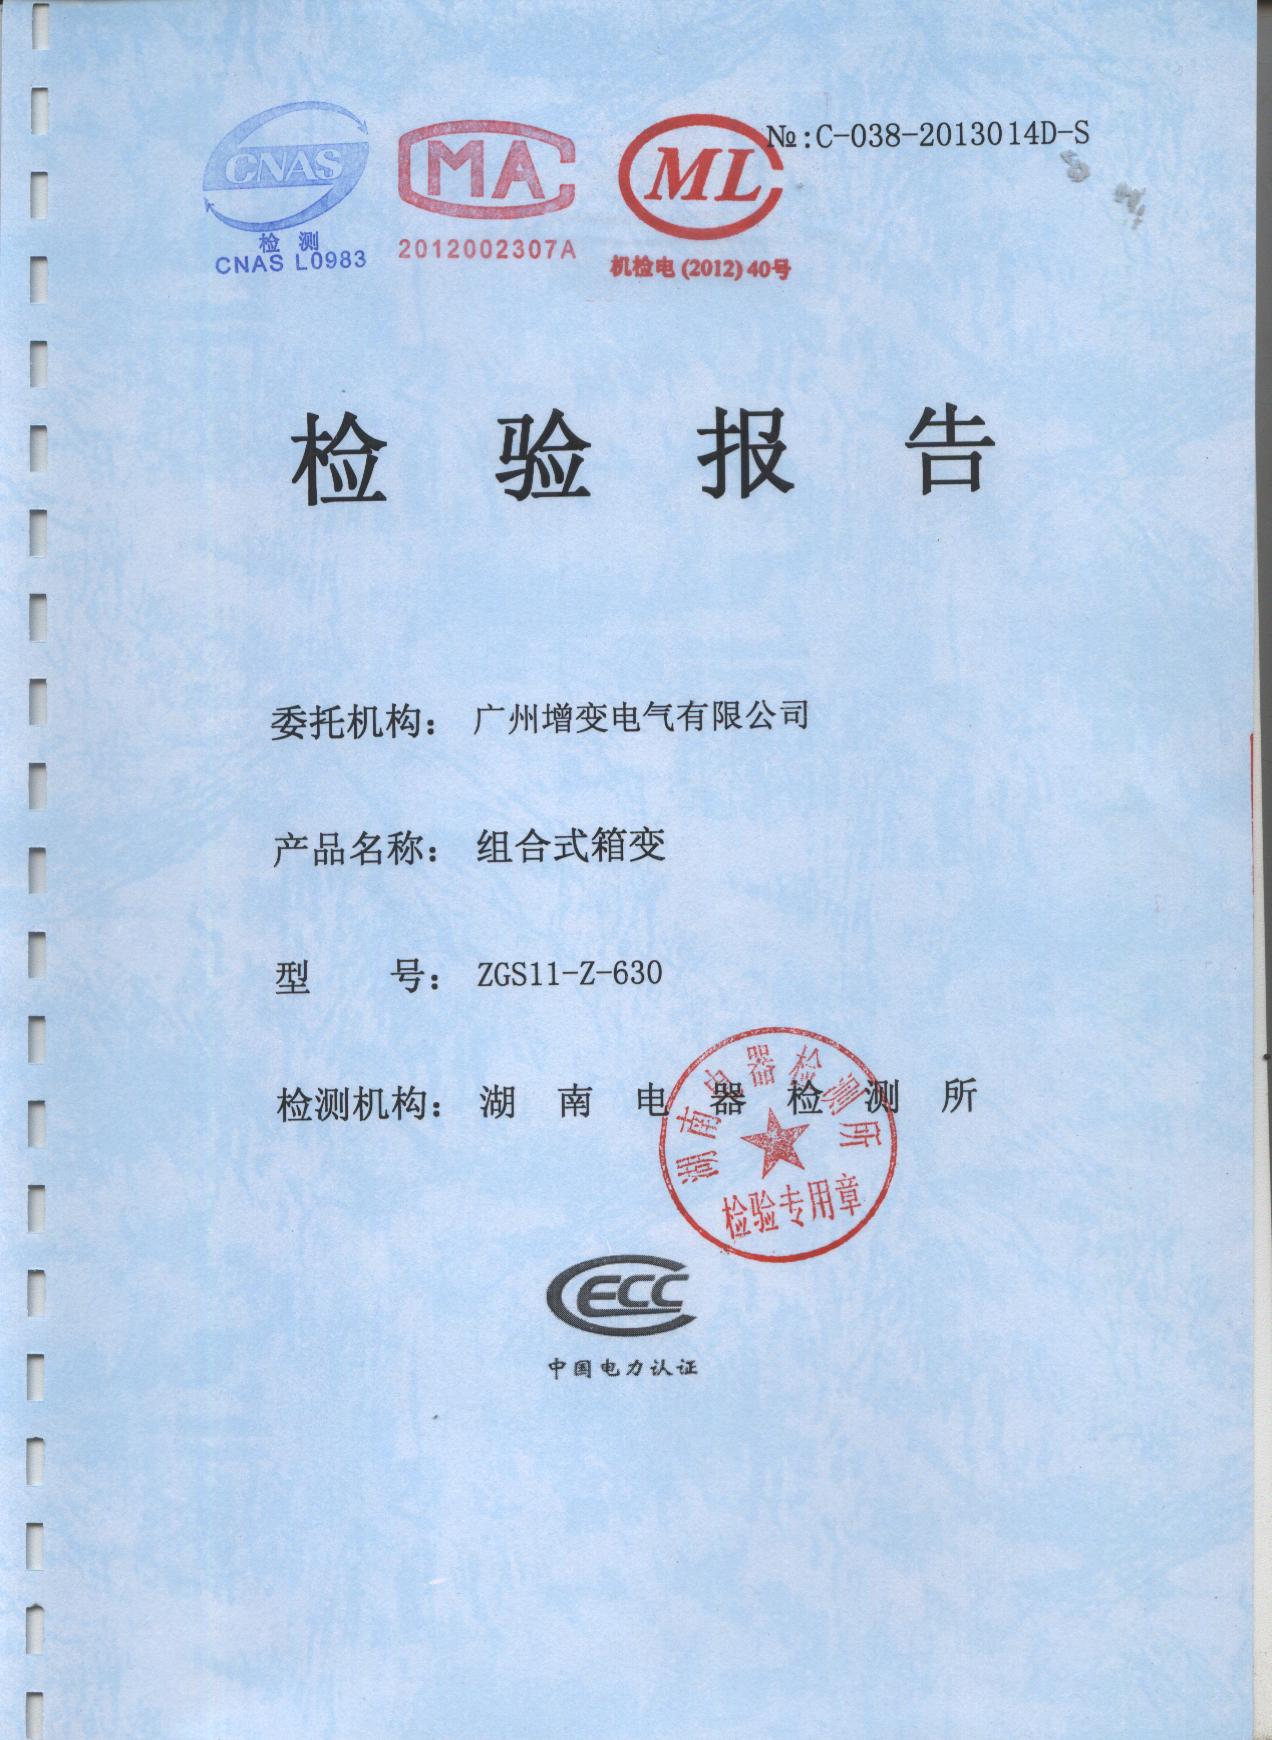 №:C-038-2013014D-S
CNAS
检 测
CNAS L0983
MA
2012002307A
ML
机检电(2012)40号
检 验 报 告
委托机构： 广州增变电气有限公司
产品名称： 组合式箱变
型 号： ZGS11-Z-630
检测机构： 湖 南 电 器 检 测 所
湖南电器检测所
检验专用章
CECC
中国电力认证